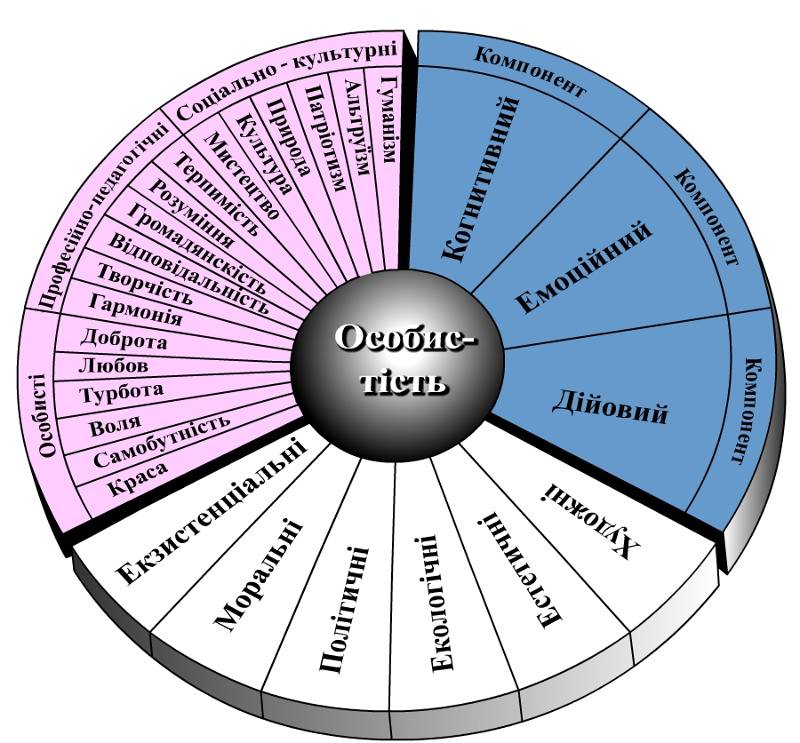 Соціально - культурні
Гуманізм
Альтруїзм
Патріотизм
Природа
Культура
Мистецтво
Професійно-педагогічні
Терпимість
Розуміння
Громадянскість
Відповідальність
Творчість
Гармонія
Особисті
Доброта
Любов
Турбота
Воля
Самобутність
Краса
Компонент
Когнитивний
Компонент
Емоційний
Компонент
Дійовий
Особис-
тість
Екзистенціальні
Моральні
Політичні
Екологічні
Естетичні
Художні